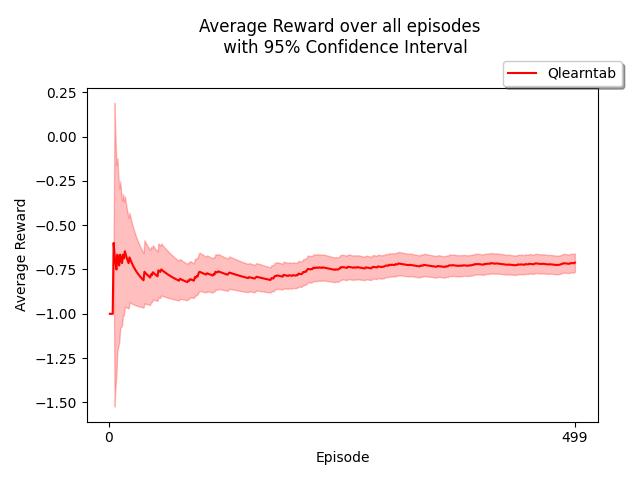 Average Reward over all episodes
with 95% Confidence Interval
Qlearntab
0.25
0.00
−0.25
−0.50
−0.75
−1.00
−1.25
−1.50
Average Reward
0 499
Episode